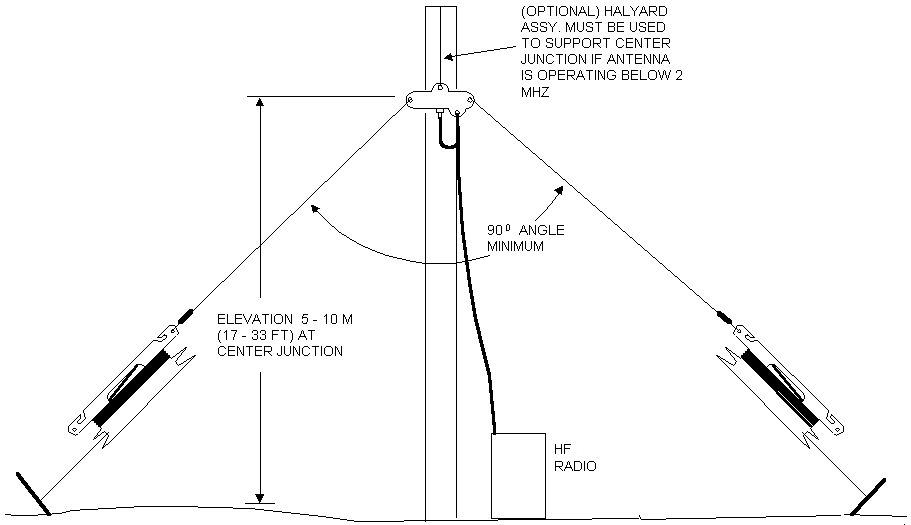 (OPTIONAL) HALYARD
ASSY. MUST BE USED
TO SUPPORT CENTER
JUNCTION IF ANTENNA
IS OPERATING BELOW 2
MHZ
90⁰ ANGLE
MINIMUM
ELEVATION 5 - 10 M
(17 - 33 FT) AT
CENTER JUNCTION
HF
RADIO